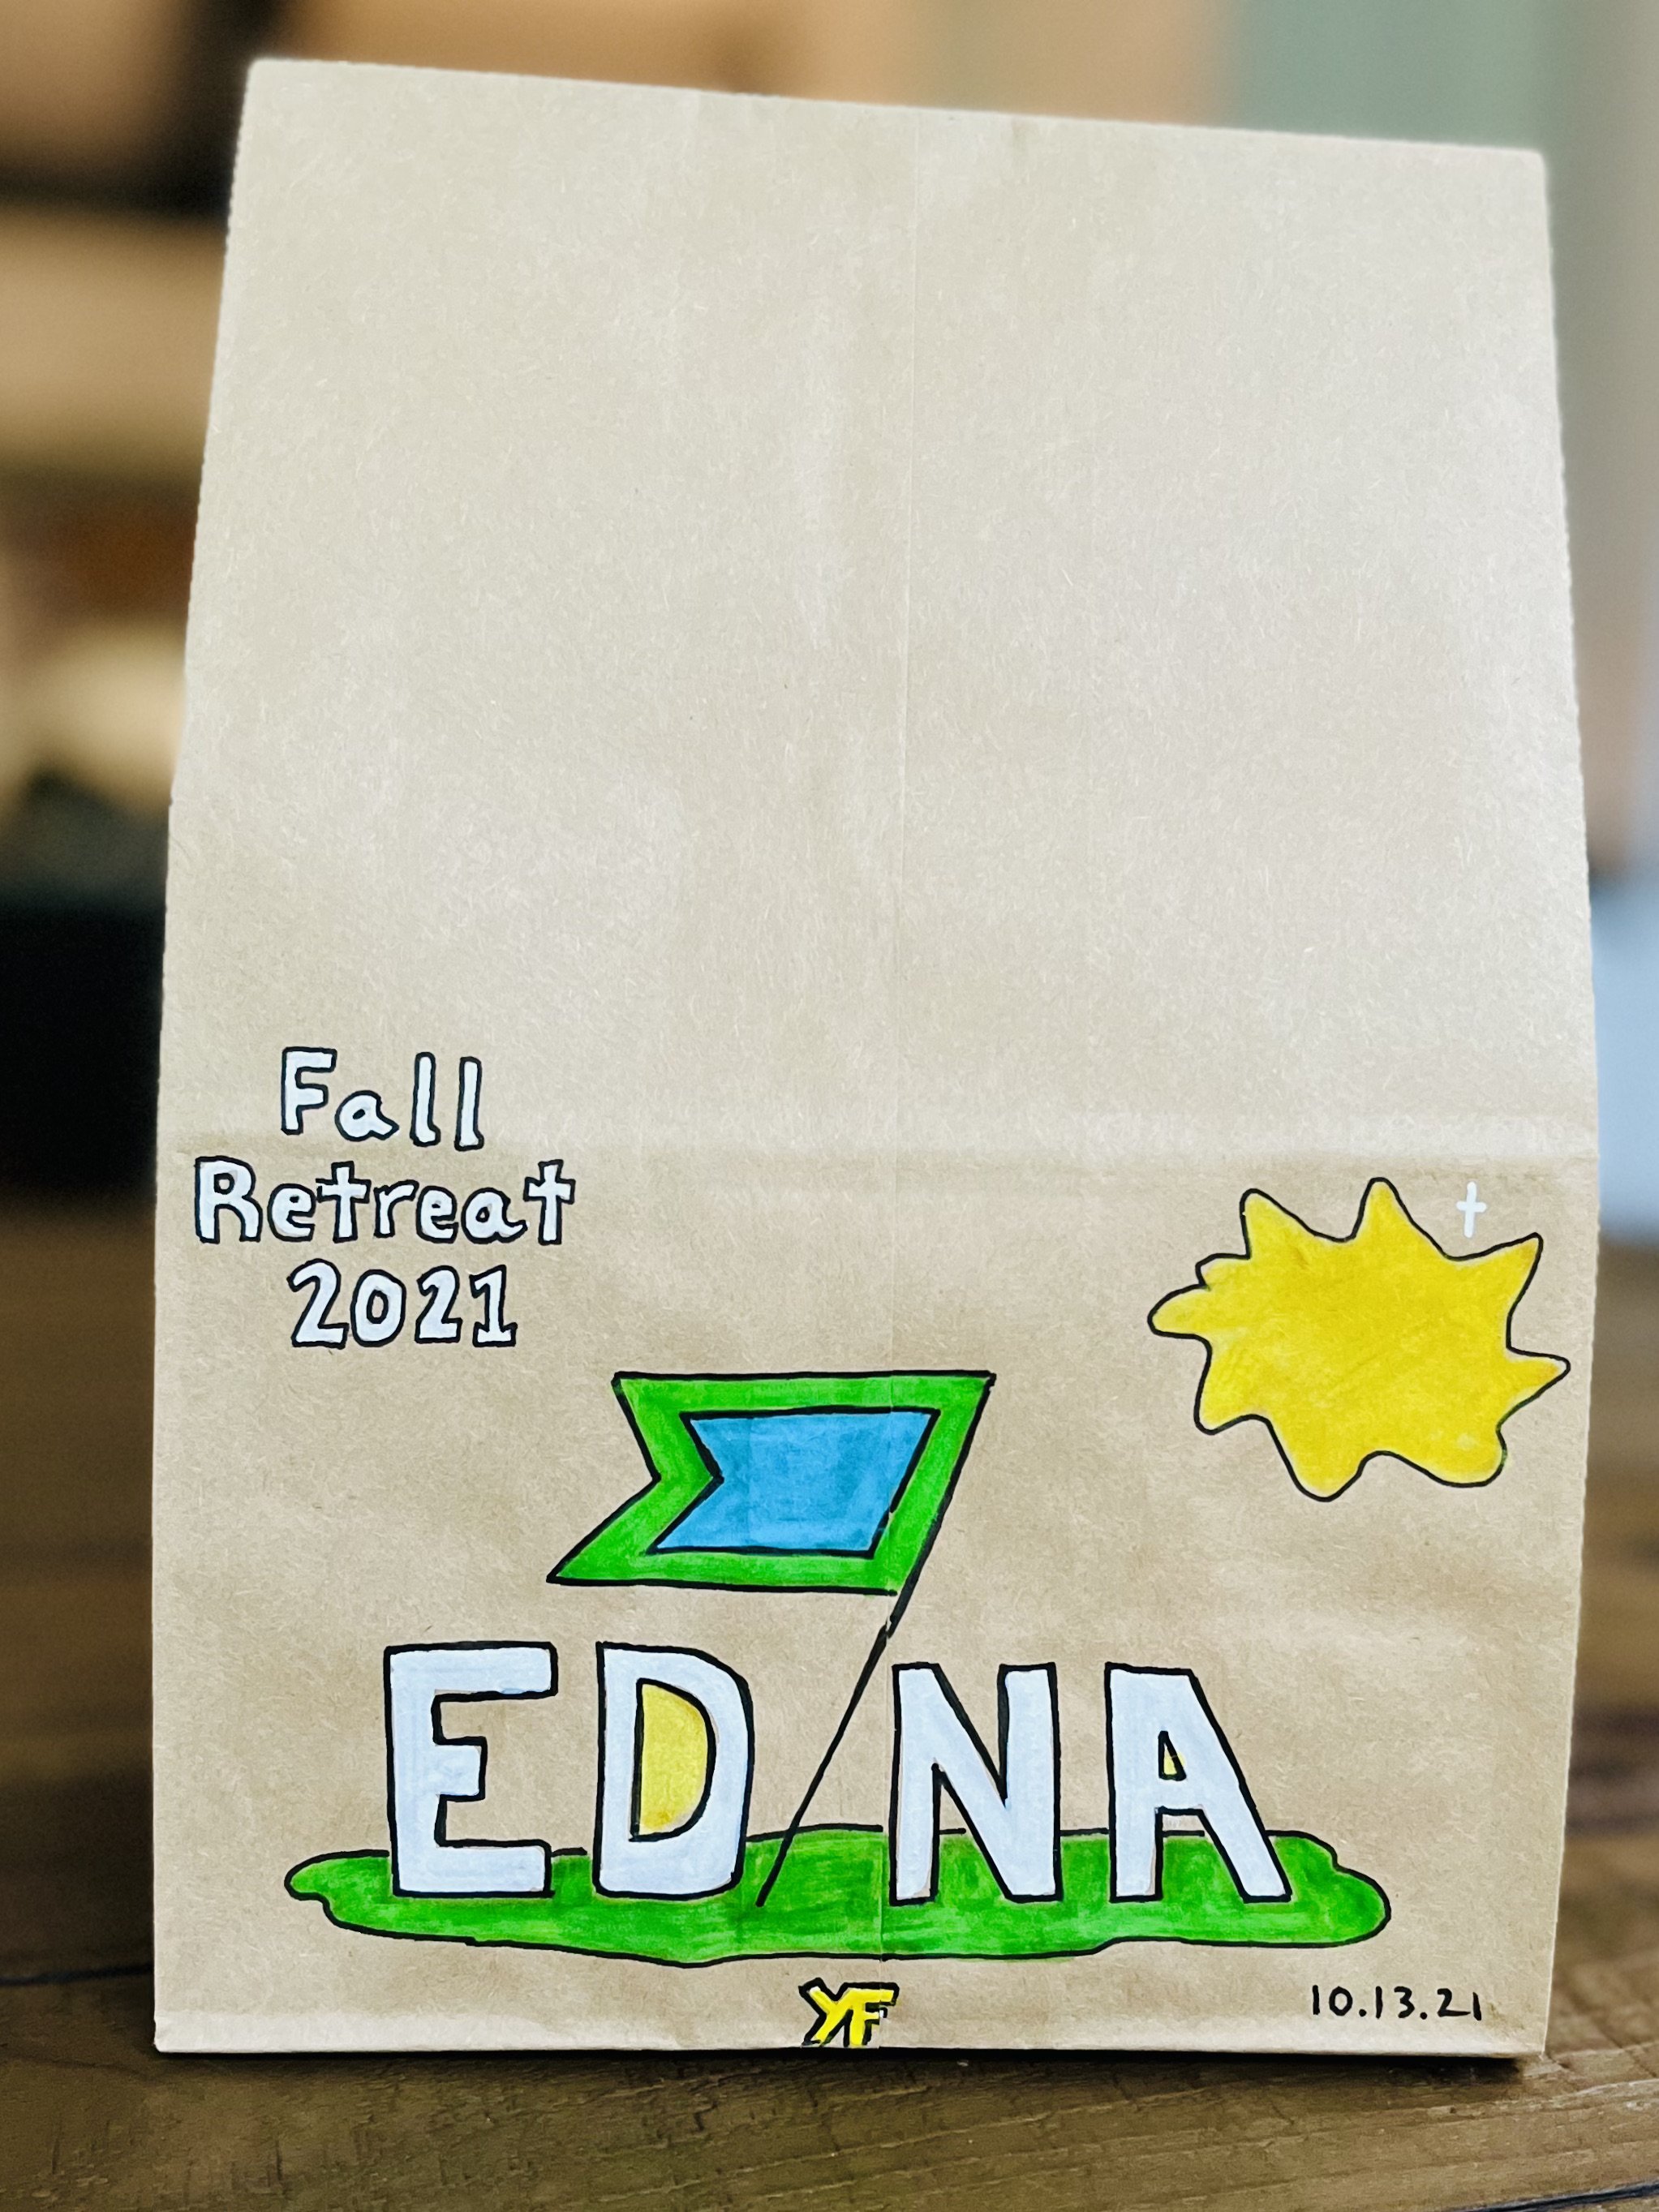 Fall
Retreat
2021
EDNA
YF
10.13.21